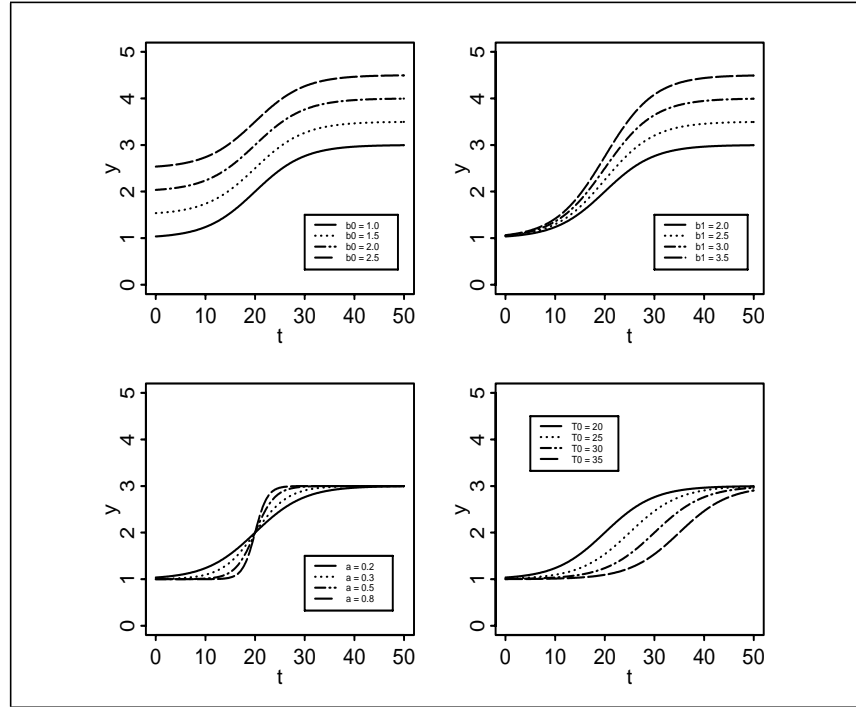 5
4
3
2
1
0
y
0 10 20 30 40 50
t
b0 = 1.0
b0 = 1.5
b0 = 2.0
b0 = 2.5
5
4
3
2
1
0
y
0 10 20 30 40 50
t
b1 = 2.0
b1 = 2.5
b1 = 3.0
b1 = 3.5
5
4
3
2
1
0
y
0 10 20 30 40 50
t
a = 0.2
a = 0.3
a = 0.5
a = 0.8
5
4
3
2
1
0
y
0 10 20 30 40 50
t
T0 = 20
T0 = 25
T0 = 30
T0 = 35